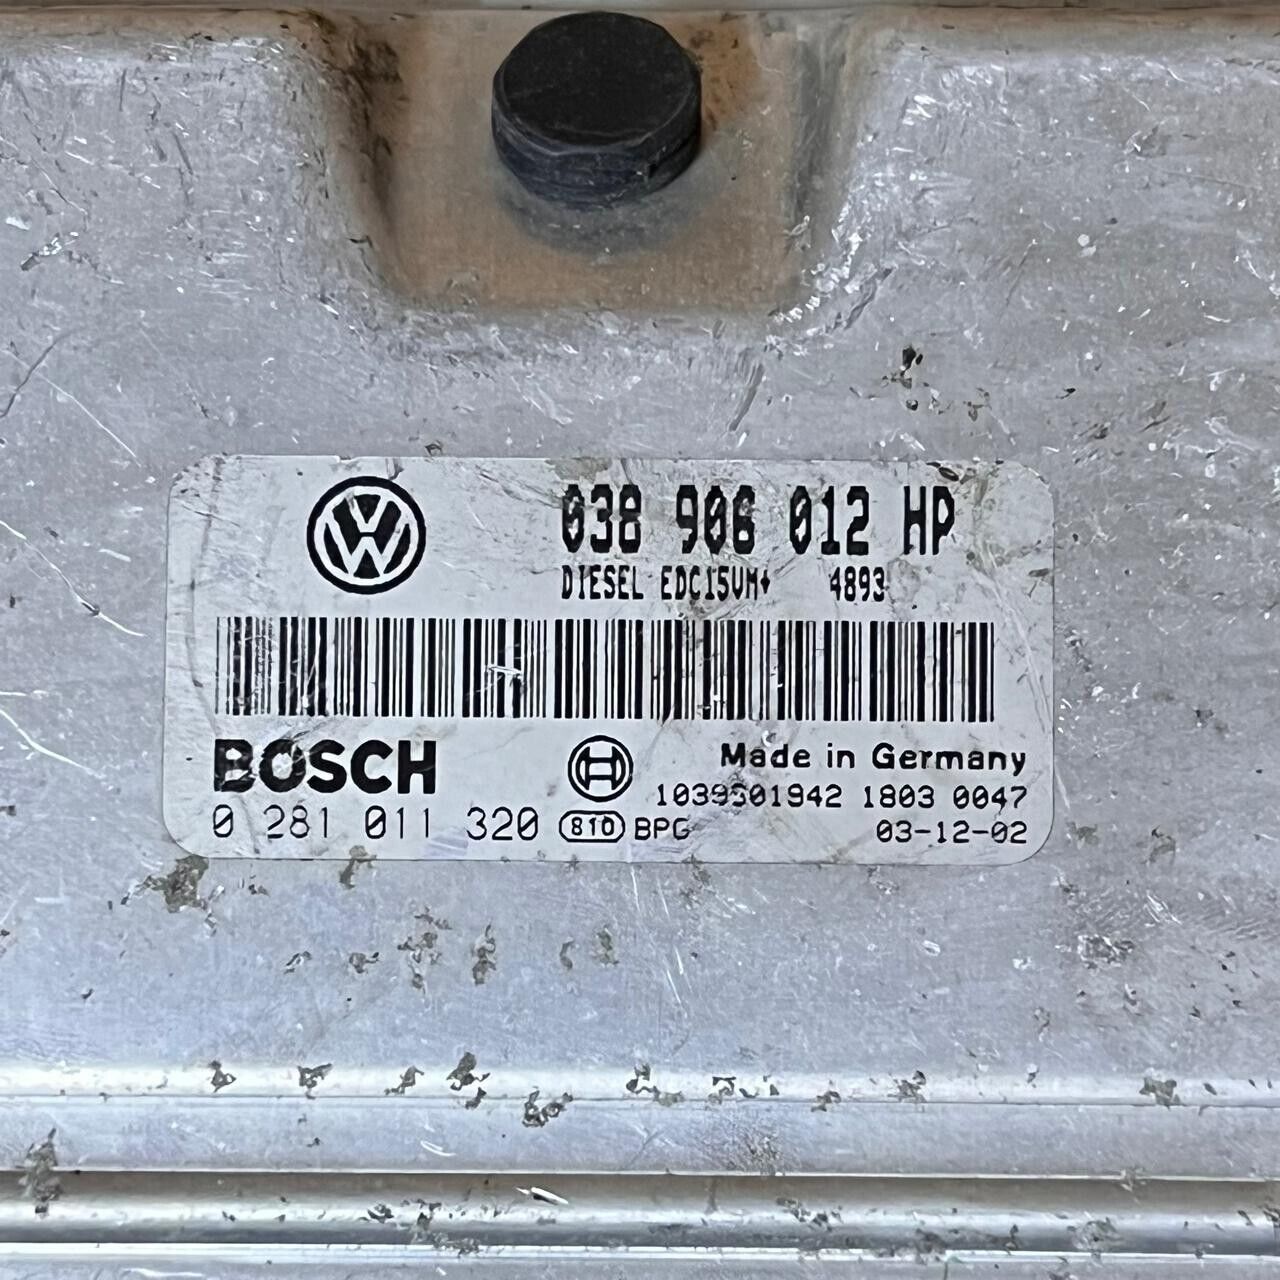 038 906 012 HP
DIESEL EDC15VM+ 4893
BOSCH
Made in Germany
1039S01942 1803 0047
0 281 011 320 810 BPG 03-12-02